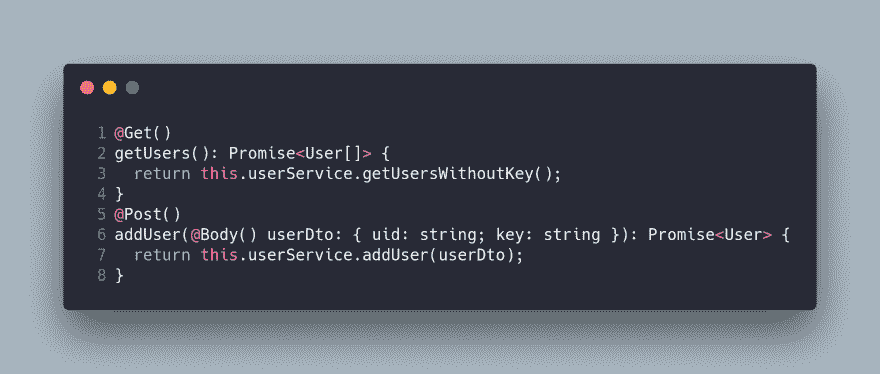 1 @Get()
2 getUsers(): Promise<User[]> {
3   return this.userService.getUsersWithoutKey();
4 }
5 @Post()
6 addUser(@Body() userDto: { uid: string; key: string }): Promise<User> {
7   return this.userService.addUser(userDto);
8 }